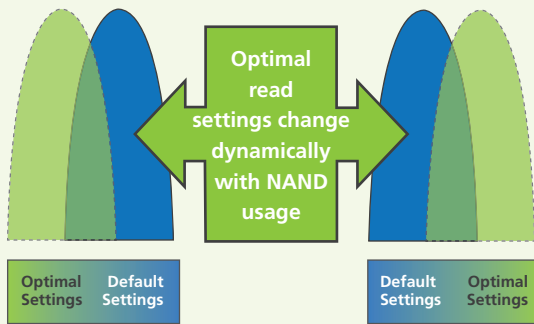 Optimal
read
settings change
dynamically
with NAND
usage
Optimal Default
Settings Settings
Default Optimal
Settings Settings